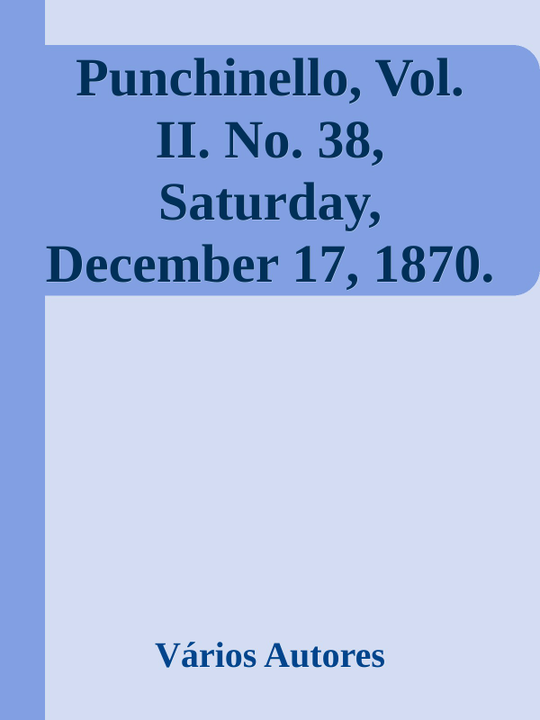 Punchinello, Vol.
II. No. 38,
Saturday,
December 17, 1870.
Vários Autores